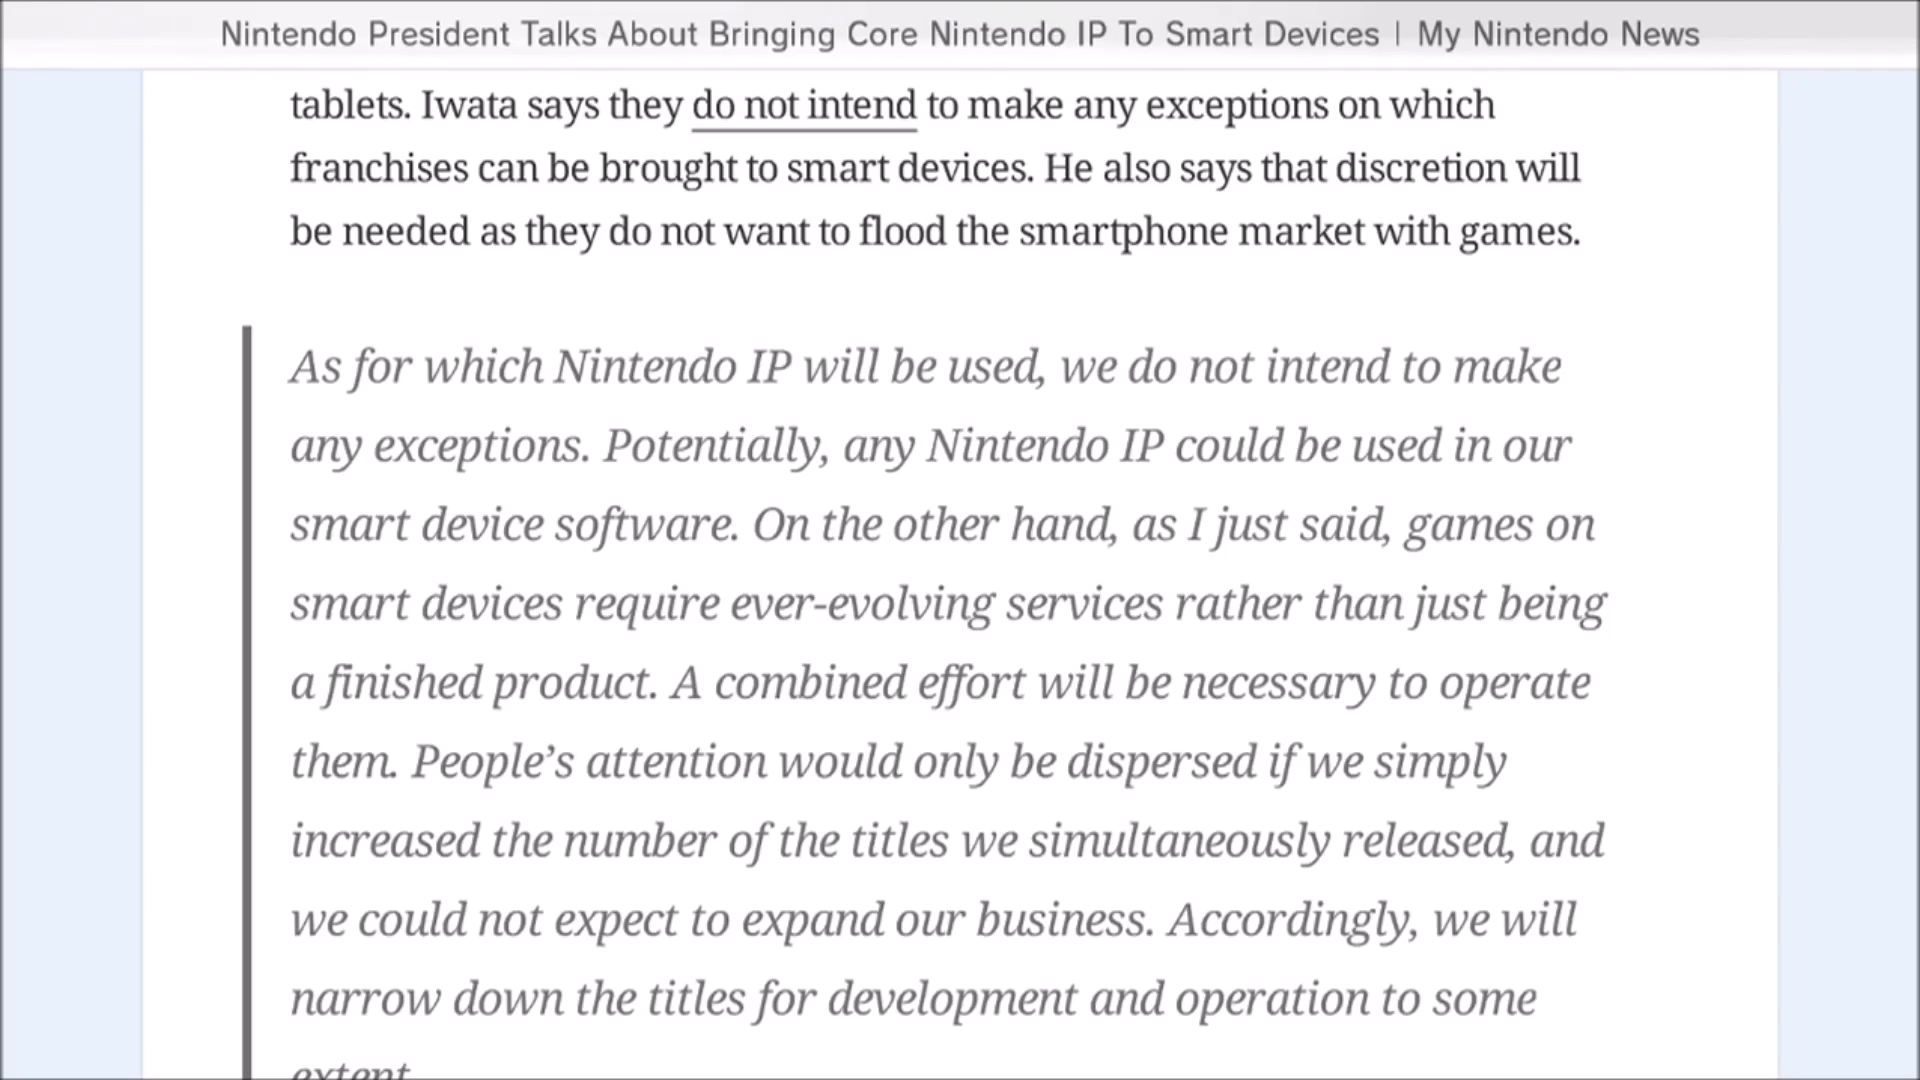 Nintendo President Talks About Bringing Core Nintendo IP To Smart Devices | My Nintendo News
tablets. Iwata says they do not intend to make any exceptions on which
franchises can be brought to smart devices. He also says that discretion will
be needed as they do not want to flood the smartphone market with games.
As for which Nintendo IP will be used, we do not intend to make
any exceptions. Potentially, any Nintendo IP could be used in our
smart device software. On the other hand, as I just said, games on
smart devices require ever-evolving services rather than just being
a finished product. A combined effort will be necessary to operate
them. People’s attention would only be dispersed if we simply
increased the number of the titles we simultaneously released, and
we could not expect to expand our business. Accordingly, we will
narrow down the titles for development and operation to some
extent